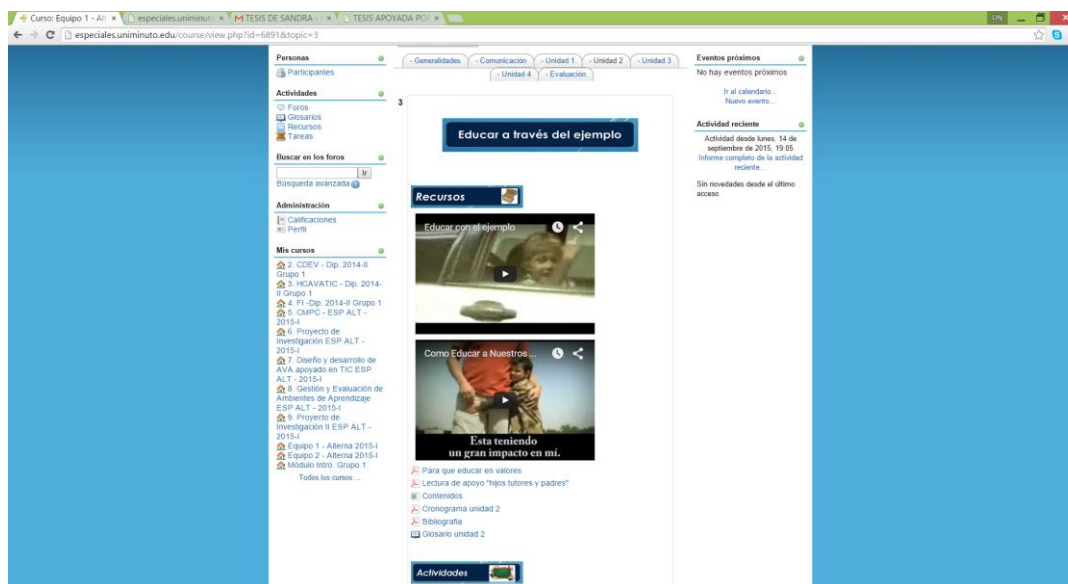 Curso: Equipo 1 - Alt
especiales.uniminuto.
TESIS DE SANDRA -
TESIS APOYADA POR
Lily
especiales.uniminuto.edu/course/view.php?id=6891&topic=3
Personas
Participantes
Actividades
Foros
Glosarios
Recursos
Tareas
Buscar en los foros
Ir
Búsqueda avanzada
Administración
Calificaciones
Perfil
Mis cursos
2. CDEV - Dip. 2014-II
Grupo 1
3. HCAVATIC - Dip. 2014-
II Grupo 1
4. FI -Dip. 2014-II Grupo 1
5. CMPC - ESP ALT -
2015-I
6. Proyecto de
Investigación ESP ALT -
2015-I
7. Diseño y desarrollo de
AVA apoyado en TIC ESP
ALT - 2015-I
8. Gestión y Evaluación de
Ambientes de Aprendizaje
ESP ALT - 2015-I
9. Proyecto de
Investigación II ESP ALT -
2015-I
Equipo 1 - Alterna 2015-I
Equipo 2 - Alterna 2015-I
Módulo Intro. Grupo 1
Todos los cursos ...
- Generalidades
- Comunicación
- Unidad 1
- Unidad 2
- Unidad 3
- Unidad 4
- Evaluación
3
Educar a través del ejemplo
Recursos
Educar con el ejemplo
Como Educar a Nuestros ...
Esta teniendo
un gran impacto en mí.
Para que educar en valores
Lectura de apoyo "hijos tutores y padres"
Contenidos
Cronograma unidad 2
Bibliografia
Glosario unidad 2
Actividades
Eventos próximos
No hay eventos próximos
Ir al calendario...
Nuevo evento...
Actividad reciente
Actividad desde lunes, 14 de
septiembre de 2015, 19:05
Informe completo de la actividad
reciente...
Sin novedades desde el último
acceso